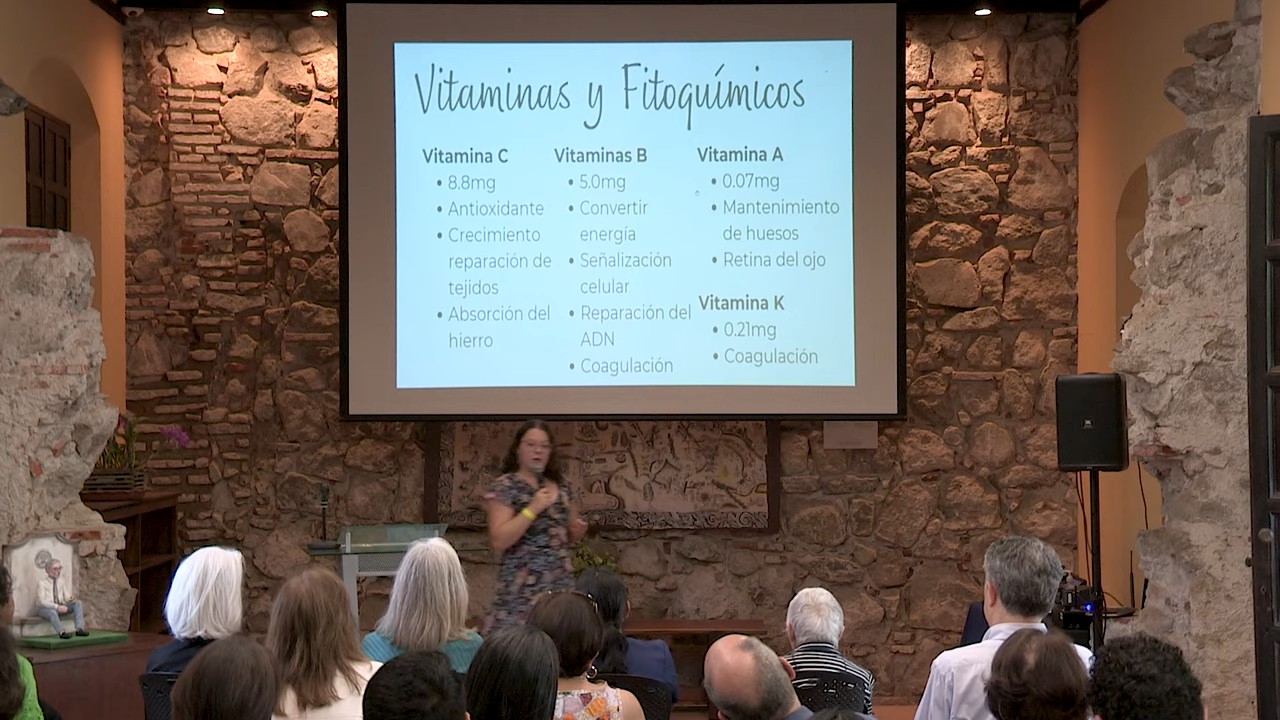 Vitaminas y Fitoquímicos
Vitamina C
• 8.8mg
• Antioxidante
• Crecimiento
reparación de
tejidos
• Absorción del
hierro
Vitaminas B
• 5.0mg
• Convertir
energía
• Señalización
celular
• Reparación del
ADN
• Coagulación
Vitamina A
• 0.07mg
• Mantenimiento
de huesos
• Retina del ojo
Vitamina K
• 0.21mg
• Coagulación
JBL